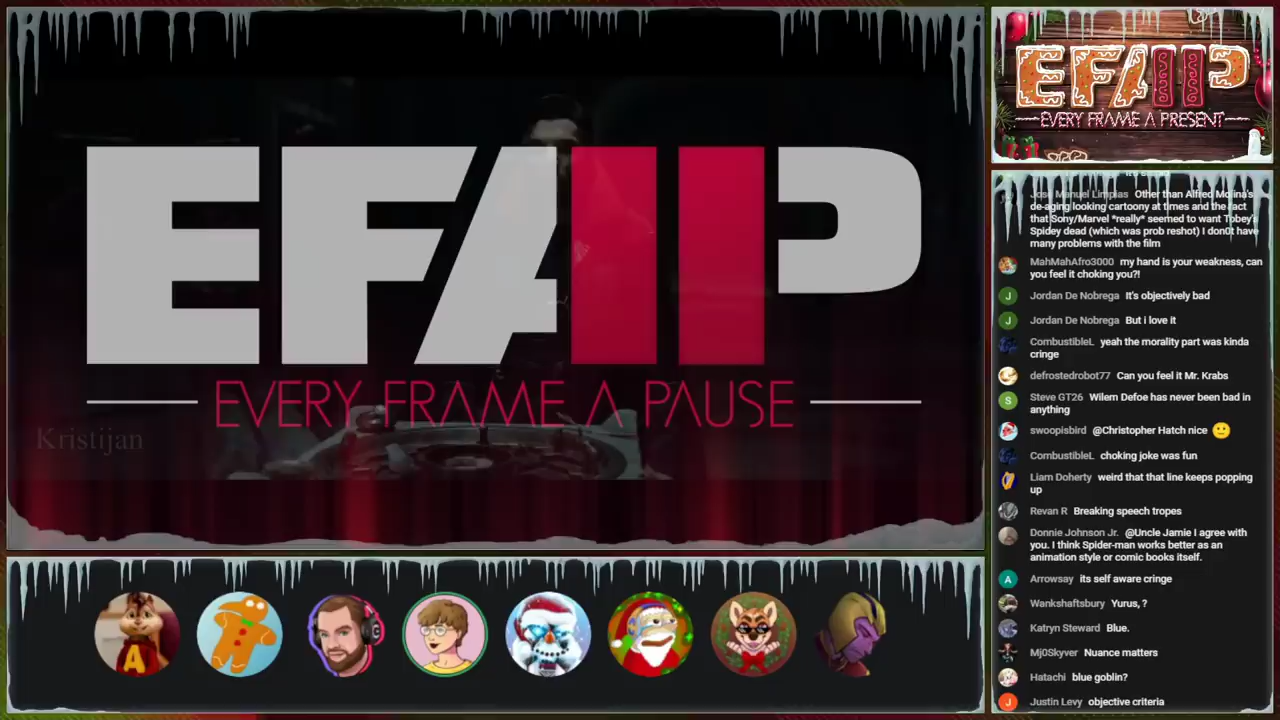 EFAP
EVERY FRAME A PAUSE
Kristijan
EFAP
EVERY FRAME A PRESENT
Jose Manuel Limpias Other than Alfred Molina's
de-aging looking cartoony at times and the fact
that Sony/Marvel *really* seemed to want Tobey's
Spidey dead (which was prob reshot) I don0t have
many problems with the film
MahMahAfro3000 my hand is your weakness, can
you feel it choking you?!
J Jordan De Nobrega It's objectively bad
J Jordan De Nobrega But i love it
CombustibleL yeah the morality part was kinda
cringe
defrostedrobot77 Can you feel it Mr. Krabs
S Steve GT26 Wilem Defoe has never been bad in
anything
swoopisbird @Christopher Hatch nice 🙂
CombustibleL choking joke was fun
Liam Doherty weird that that line keeps popping
up
Revan R Breaking speech tropes
Donnie Johnson Jr. @Uncle Jamie I agree with
you. I think Spider-man works better as an
animation style or comic books itself.
A Arrowsay its self aware cringe
Wankshaftsbury Yurus, ?
Katryn Steward Blue.
Mj0Skyver Nuance matters
Hatachi blue goblin?
J Justin Levy objective criteria
A